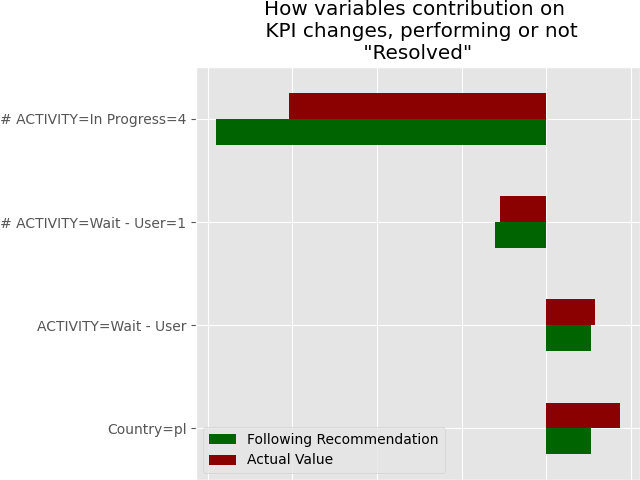 How variables contribution on
KPI changes, performing or not
"Resolved"
# ACTIVITY=In Progress=4
# ACTIVITY=Wait - User=1
ACTIVITY=Wait - User
Country=pl
Following Recommendation
Actual Value